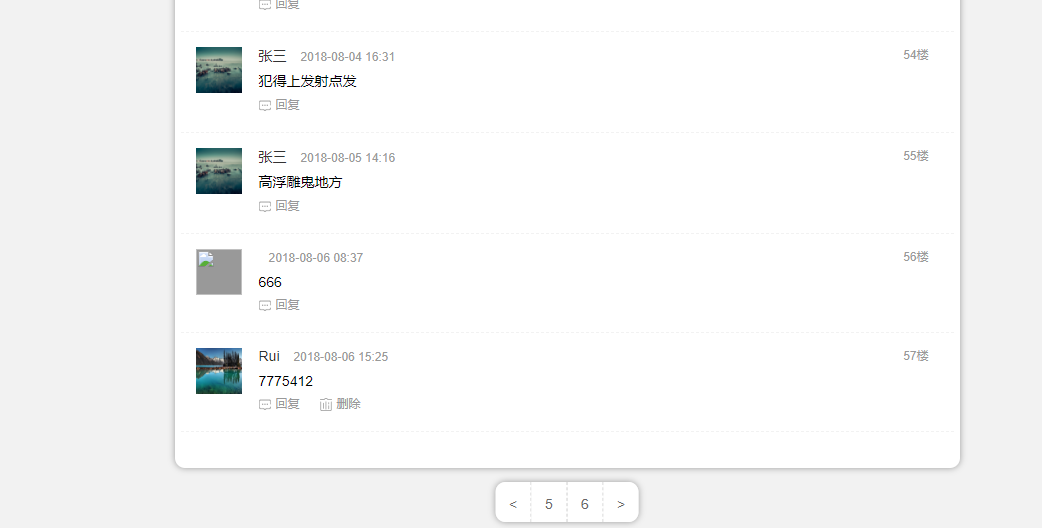 回复
张三 2018-08-04 16:31 54楼
犯得上发射点发
回复
张三 2018-08-05 14:16 55楼
高浮雕鬼地方
回复
2018-08-06 08:37 56楼
666
回复
Rui 2018-08-06 15:25 57楼
7775412
回复 删除
< 5 6 >